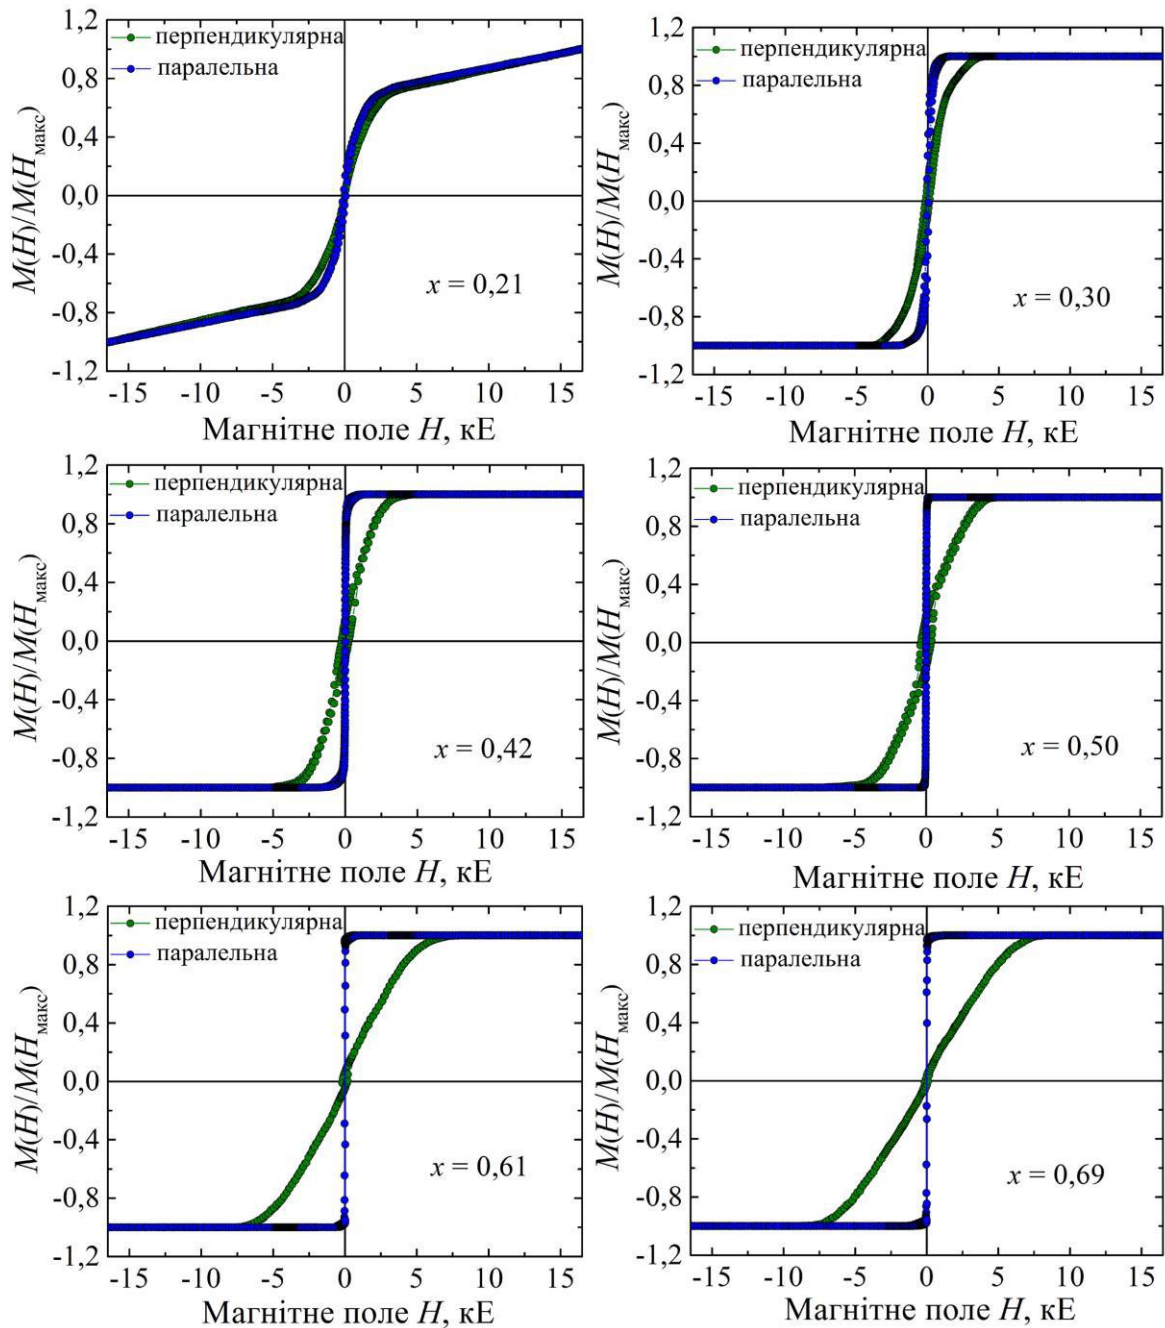 1,2
0,8
0,4
0,0
-0,4
-0,8
-1,2
M(H)/M(H макс)
перпендикулярна
паралельна
x = 0,21
-15 -10 -5 0 5 10 15
Магнітне поле H, кЕ
1,2
0,8
0,4
0,0
-0,4
-0,8
-1,2
M(H)/M(H макс
перпендикулярна
паралельна
x = 0,30
-15 -10 -5 0 5 10 15
Магнітне поле H, кЕ
1,2
0,8
0,4
0,0
-0,4
-0,8
-1,2
M(H)/M(H макс)
перпендикулярна
паралельна
x = 0,42
-15 -10 -5 0 5 10 15
Магнітне поле H, кЕ
1,2
0,8
0,4
0,0
-0,4
-0,8
-1,2
M(H)/M(H макс)
перпендикулярна
паралельна
x = 0,50
-15 -10 -5 0 5 10 15
Магнітне поле H, кЕ
1,2
0,8
0,4
0,0
-0,4
-0,8
-1,2
M(H)/M(H макс)
перпендикулярна
паралельна
x = 0,61
-15 -10 -5 0 5 10 15
Магнітне поле H, кЕ
1,2
0,8
0,4
0,0
-0,4
-0,8
-1,2
M(H)/M(H макс)
перпендикулярна
паралельна
x = 0,69
-15 -10 -5 0 5 10 15
Магнітне поле H, кЕ